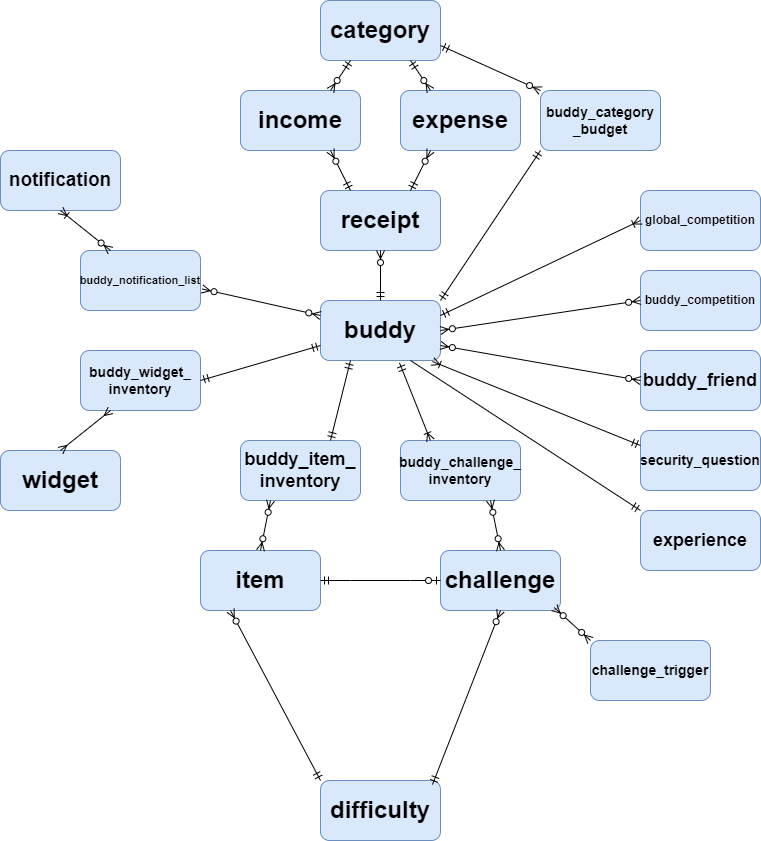 category
income
expense
buddy_category
_budget
notification
receipt
global_competition
buddy_notification_list
buddy_competition
buddy
buddy_widget_
inventory
buddy_friend
widget
buddy_item_
inventory
buddy_challenge_
inventory
security_question
experience
item
challenge
challenge_trigger
difficulty